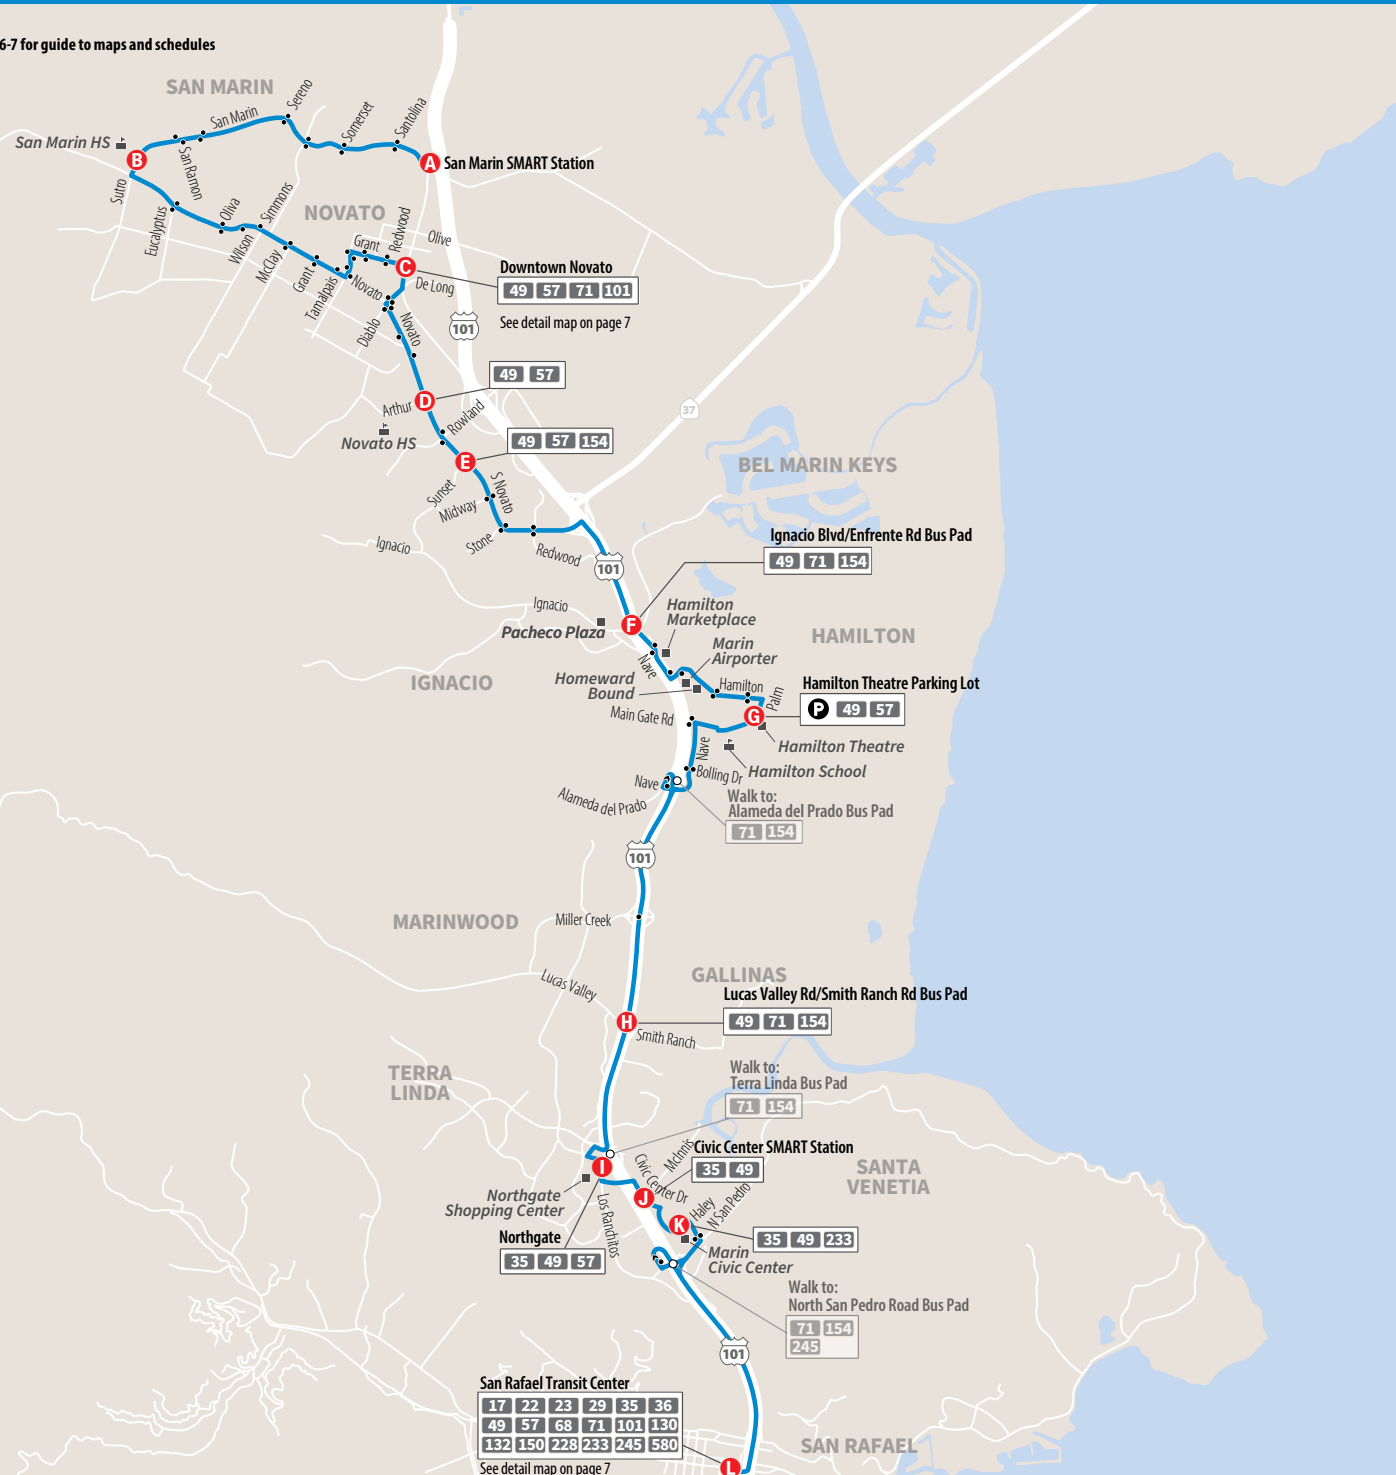 6-7 for guide to maps and schedules
SAN MARIN
San Marin HS
B
San Marin
Sereno
Somerset
Santolina
A
San Marin SMART Station
San Ramon
Sutro
Eucalyptus
Oliva
Wilson
Simmons
McClay
Grant
Tamalpais
NOVATO
Grant
Redwood
Olive
C
De Long
Novato
Diablo
Novato
Downtown Novato
49 57 71 101
See detail map on page 7
101
49 57
Arthur
D
Rowland
Novato HS
49 57 154
E
Sunset
S Novato
Midway
Stone
Redwood
Ignacio
37
BEL MARIN KEYS
Ignacio Blvd/Enfrente Rd Bus Pad
49 71 154
101
Ignacio
Pacheco Plaza
F
Hamilton
Marketplace
Marin
Airporter
HAMILTON
Nave
Homeward
Bound
IGNACIO
Hamilton
Palm
Hamilton Theatre Parking Lot
P 49 57
Main Gate Rd
G
Hamilton Theatre
Nave
Hamilton School
Bolling Dr
Nave
Alameda del Prado
Walk to:
Alameda del Prado Bus Pad
71 154
101
MARINWOOD
Miller Creek
Lucas Valley
GALLINAS
Lucas Valley Rd/Smith Ranch Rd Bus Pad
49 71 154
H
Smith Ranch
TERRA
LINDA
Walk to:
Terra Linda Bus Pad
71 154
McInnis
Civic Center SMART Station
35 49
I
Civic Center Dr
J
SANTA
VENETIA
Northgate
Shopping Center
Los Ranchitos
Haley
N San Pedro
K
35 49 233
Northgate
35 49 57
Marin
Civic Center
Walk to:
North San Pedro Road Bus Pad
71 154
245
101
San Rafael Transit Center
17 22 23 29 35 36
49 57 68 71 101 130
132 150 228 233 245 580
See detail map on page 7
SAN RAFAEL
L